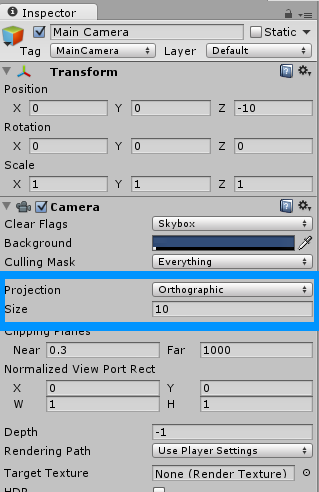 Inspector
Main Camera Static
Tag MainCamera Layer Default
Transform
Position
X 0 Y 0 Z -10
Rotation
X 0 Y 0 Z 0
Scale
X 1 Y 1 Z 1
Camera
Clear Flags Skybox
Background
Culling Mask Everything
Projection Orthographic
Size 10
Clipping Planes
Near 0.3 Far 1000
Normalized View Port Rect
X 0 Y 0
W 1 H 1
Depth -1
Rendering Path Use Player Settings
Target Texture None (Render Texture)
HDR